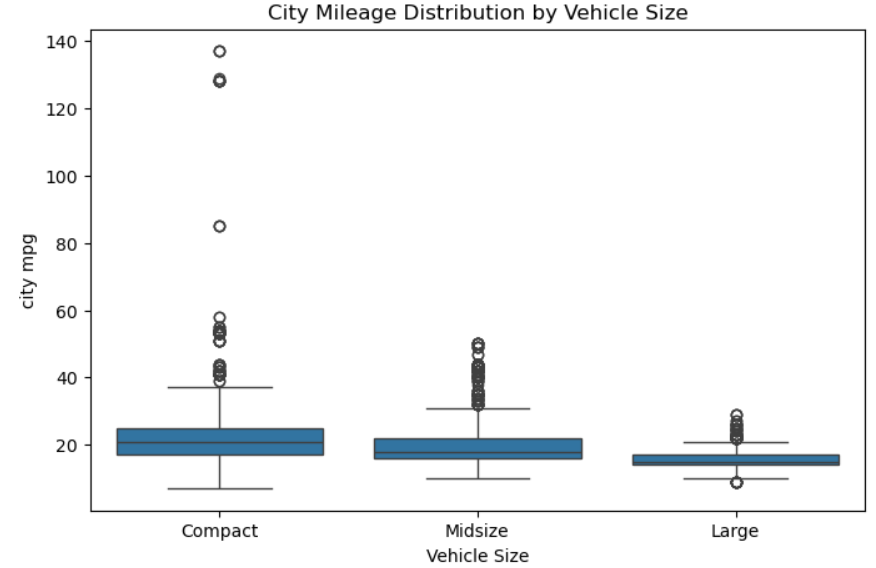 City Mileage Distribution by Vehicle Size
140
120
100
80
60
40
20
city mpg
Compact
Midsize
Large
Vehicle Size